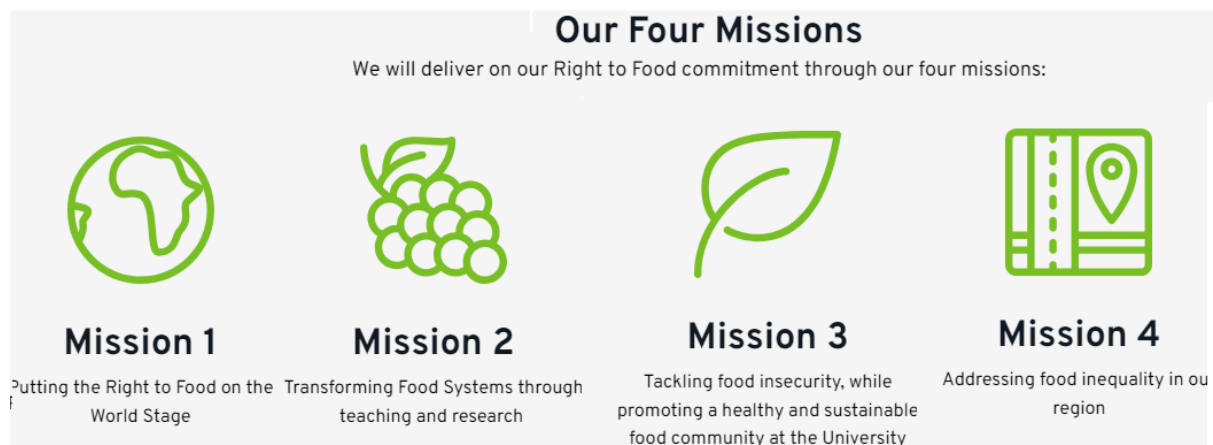 Our Four Missions
We will deliver on our Right to Food commitment through our four missions:
Mission 1
Putting the Right to Food on the
World Stage
Mission 2
Transforming Food Systems through
teaching and research
Mission 3
Tackling food insecurity, while
promoting a healthy and sustainable
food community at the University
Mission 4
Addressing food inequality in ou
region